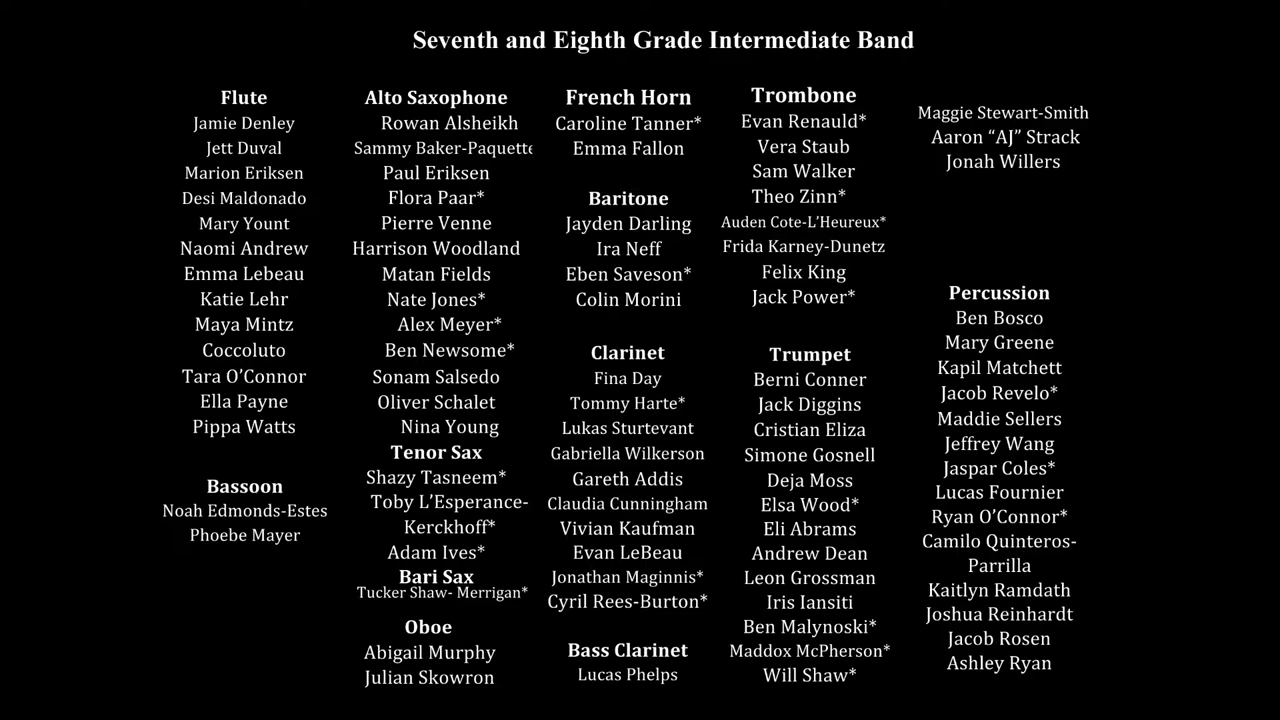 Seventh and Eighth Grade Intermediate Band
Flute
Jamie Denley
Jett Duval
Marion Eriksen
Desi Maldonado
Mary Yount
Naomi Andrew
Emma Lebeau
Katie Lehr
Maya Mintz
Coccoluto
Tara O’Connor
Ella Payne
Pippa Watts
Bassoon
Noah Edmonds-Estes
Phoebe Mayer
Alto Saxophone
Rowan Alsheikh
Sammy Baker-Paquette
Paul Eriksen
Flora Paar*
Pierre Venne
Harrison Woodland
Matan Fields
Nate Jones*
Alex Meyer*
Ben Newsome*
Sonam Salsedo
Oliver Schalet
Nina Young
Tenor Sax
Shazy Tasneem*
Toby L’Esperance-
Kerckhoff*
Adam Ives*
Bari Sax
Tucker Shaw- Merrigan*
Oboe
Abigail Murphy
Julian Skowron
French Horn
Caroline Tanner*
Emma Fallon
Baritone
Jayden Darling
Ira Neff
Eben Saveson*
Colin Morini
Clarinet
Fina Day
Tommy Harte*
Lukas Sturtevant
Gabriella Wilkerson
Gareth Addis
Claudia Cunningham
Vivian Kaufman
Evan LeBeau
Jonathan Maginnis*
Cyril Rees-Burton*
Bass Clarinet
Lucas Phelps
Trombone
Evan Renauld*
Vera Staub
Sam Walker
Theo Zinn*
Auden Cote-L’Heureux*
Frida Karney-Dunetz
Felix King
Jack Power*
Trumpet
Berni Conner
Jack Diggins
Cristian Eliza
Simone Gosnell
Deja Moss
Elsa Wood*
Eli Abrams
Andrew Dean
Leon Grossman
Iris Iansiti
Ben Malynoski*
Maddox McPherson*
Will Shaw*
Maggie Stewart-Smith
Aaron “AJ” Strack
Jonah Willers
Percussion
Ben Bosco
Mary Greene
Kapil Matchett
Jacob Revelo*
Maddie Sellers
Jeffrey Wang
Jaspar Coles*
Lucas Fournier
Ryan O’Connor*
Camilo Quinteros-
Parrilla
Kaitlyn Ramdath
Joshua Reinhardt
Jacob Rosen
Ashley Ryan